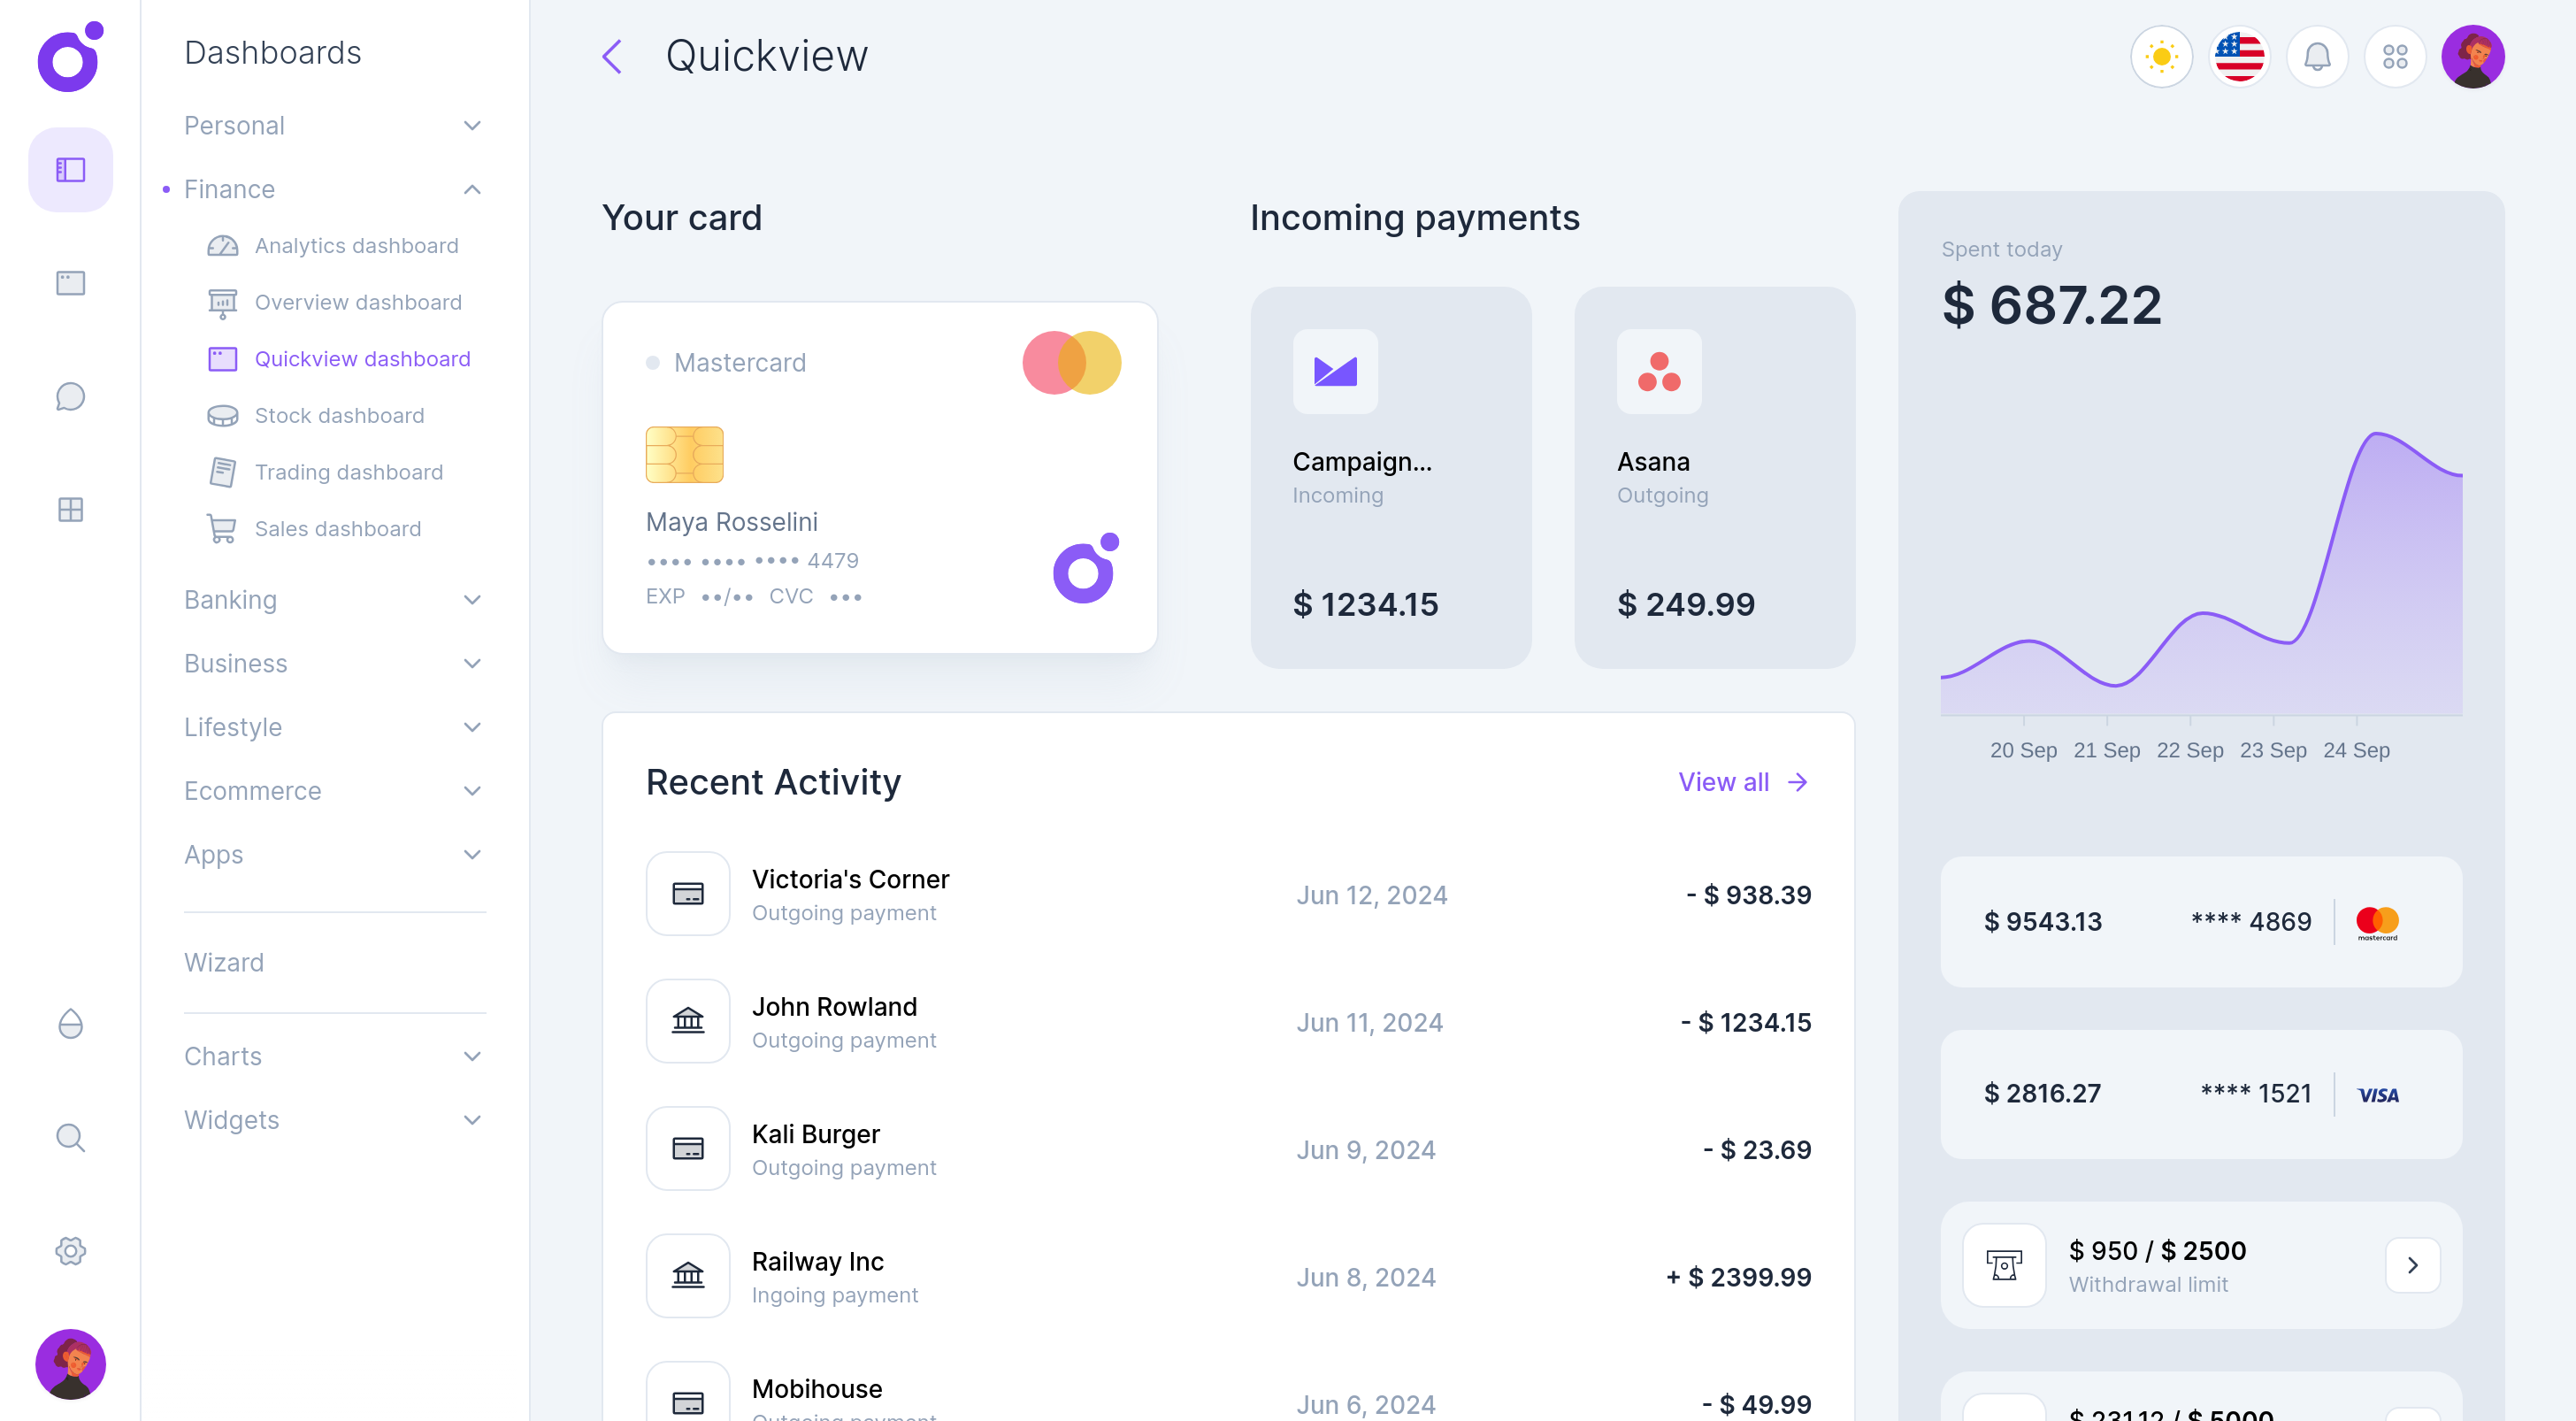 Dashboards
Personal
Finance
Analytics dashboard
Overview dashboard
Quickview dashboard
Stock dashboard
Trading dashboard
Sales dashboard
Banking
Business
Lifestyle
Ecommerce
Apps
Wizard
Charts
Widgets
Quickview
Your card
Mastercard
Maya Rosselini
•••• •••• •••• 4479
EXP ••/•• CVC •••
Incoming payments
Campaign...
Incoming
$ 1234.15
Asana
Outgoing
$ 249.99
Recent Activity
View all
Victoria's Corner
Outgoing payment
Jun 12, 2024
- $ 938.39
John Rowland
Outgoing payment
Jun 11, 2024
- $ 1234.15
Kali Burger
Outgoing payment
Jun 9, 2024
- $ 23.69
Railway Inc
Ingoing payment
Jun 8, 2024
+ $ 2399.99
Mobihouse
Outgoing payment
Jun 6, 2024
- $ 49.99
Spent today
$ 687.22
20 Sep 21 Sep 22 Sep 23 Sep 24 Sep
$ 9543.13
**** 4869
mastercard
$ 2816.27
**** 1521
VISA
$ 950 / $ 2500
Withdrawal limit
$ 231.12 / $ 5000